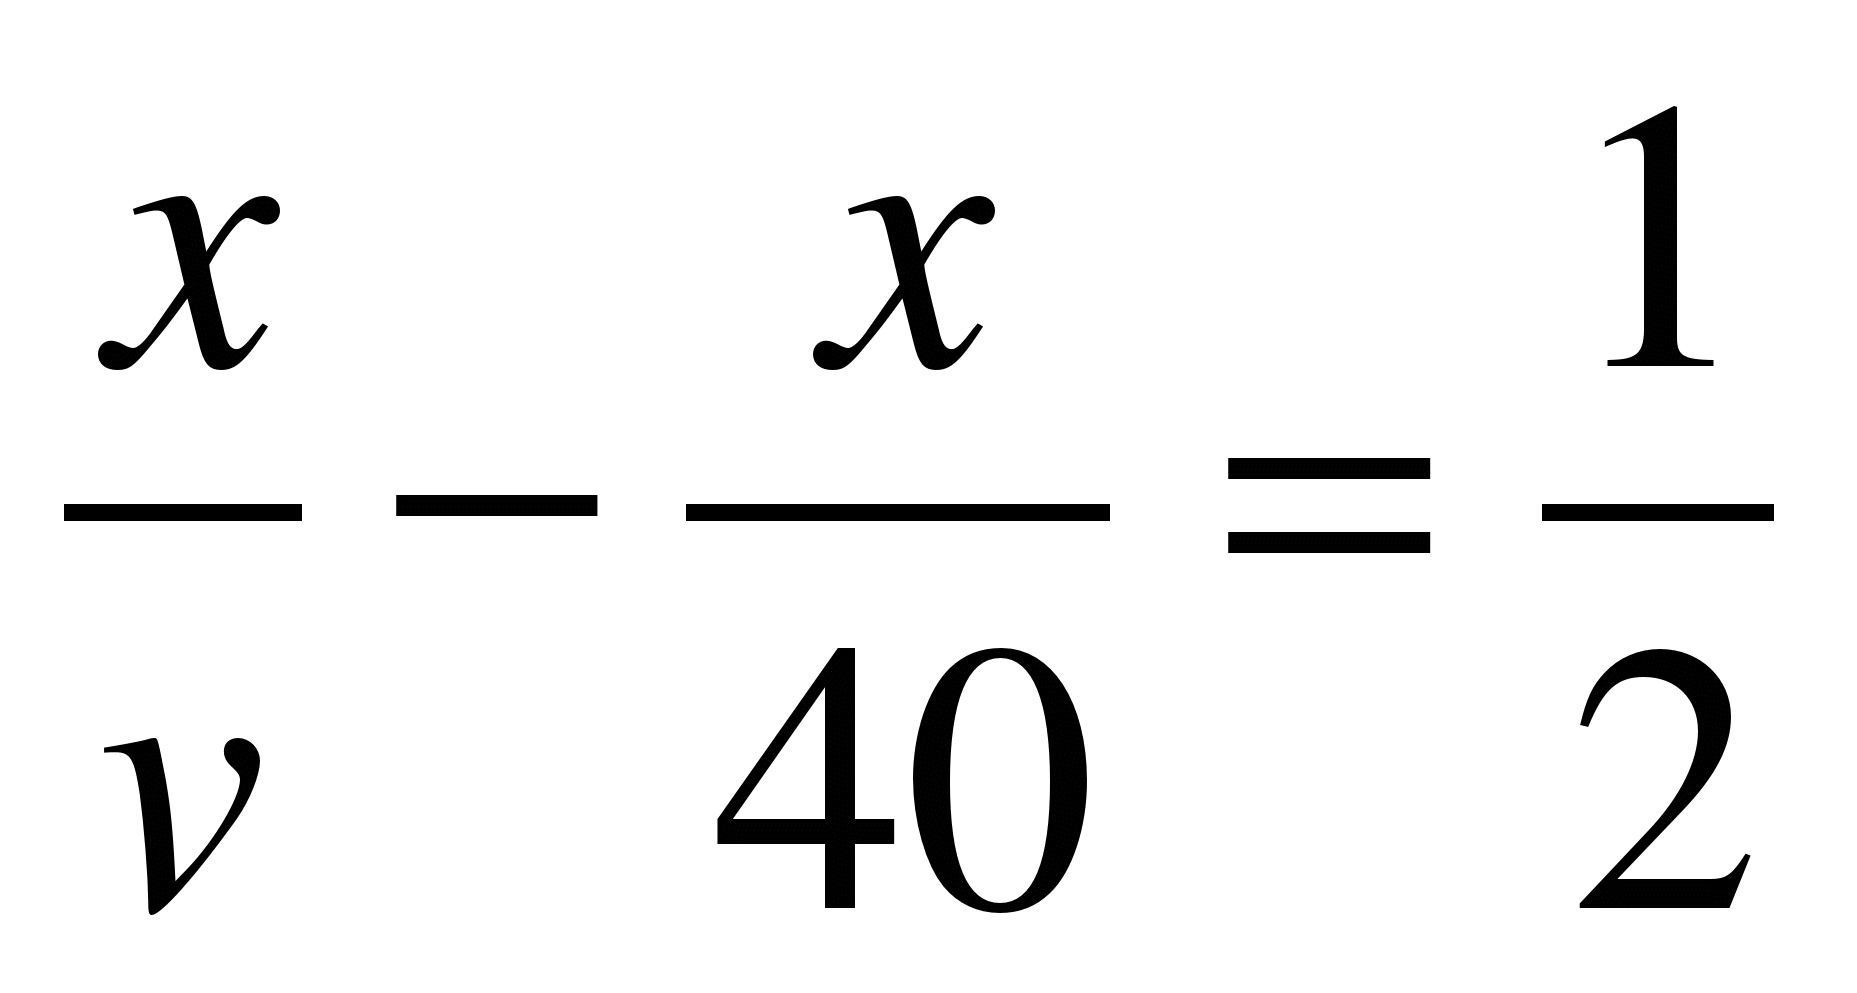 x/v − x/40 = 1/2